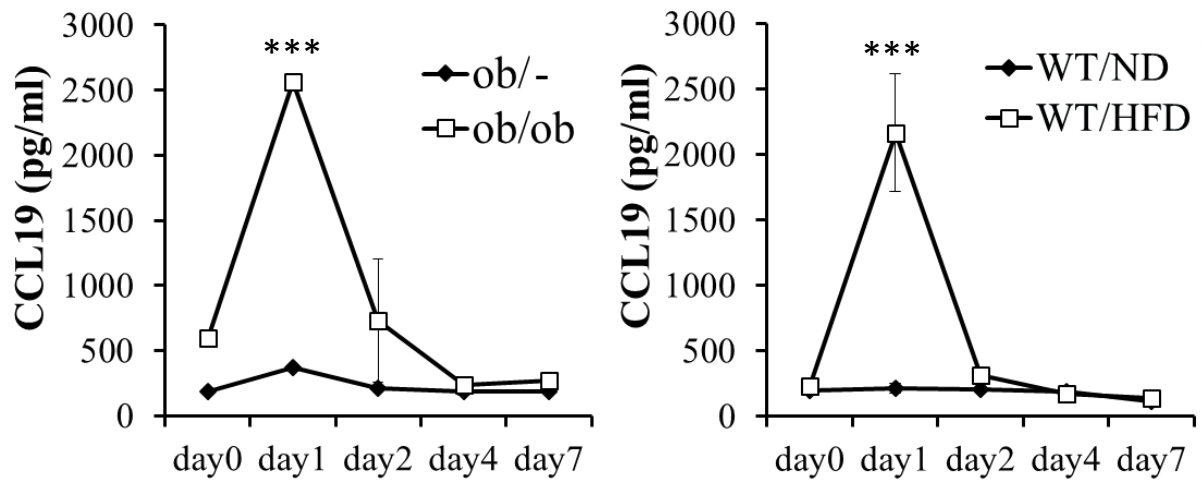 CCL19 (pg/ml)
3000
2500
2000
1500
1000
500
0
***
ob/-
ob/ob
day0 day1 day2 day4 day7
CCL19 (pg/ml)
3000
2500
2000
1500
1000
500
0
***
WT/ND
WT/HFD
day0 day1 day2 day4 day7